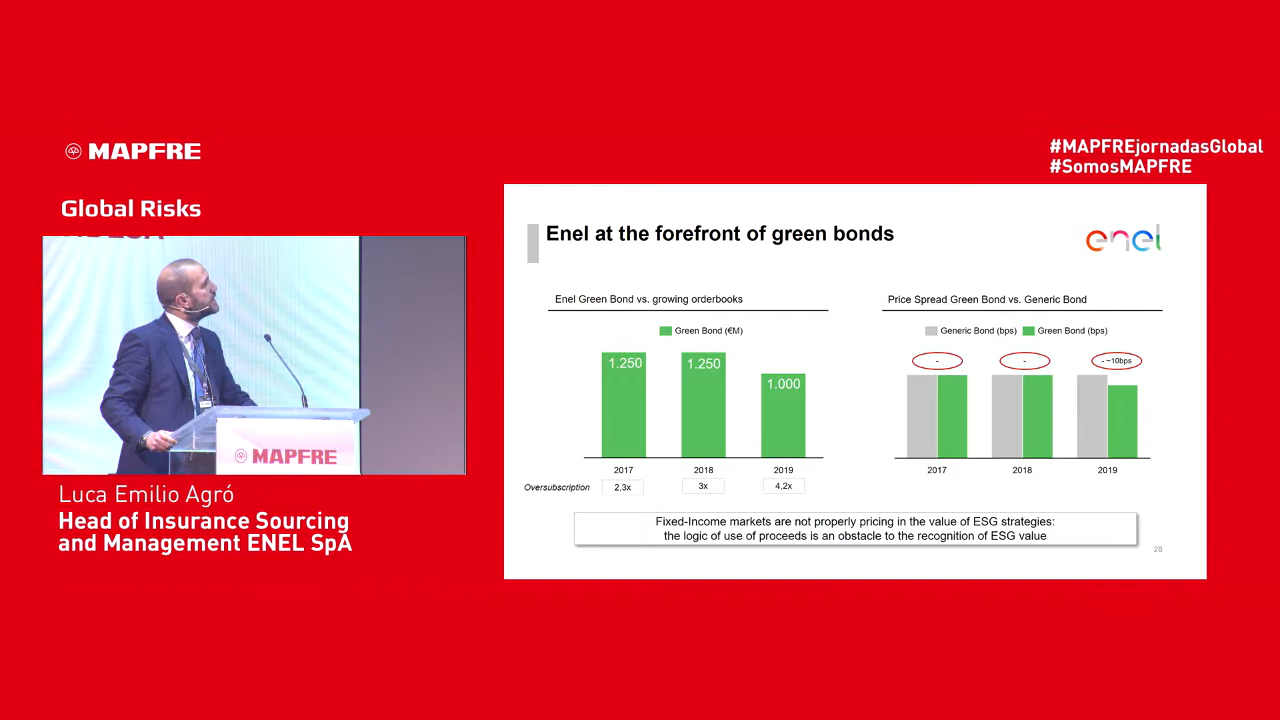 MAPFRE
#MAPFREjornadasGlobal
#SomosMAPFRE
Global Risks
MAPFRE
Luca Emilio Agró
Head of Insurance Sourcing
and Management ENEL SpA
Enel at the forefront of green bonds
enel
Enel Green Bond vs. growing orderbooks
Green Bond (€M)
1.250
1.250
1.000
2017
2018
2019
Oversubscription
2,3x
3x
4,2x
Price Spread Green Bond vs. Generic Bond
Generic Bond (bps)
Green Bond (bps)
-
-
- ~10bps
2017
2018
2019
Fixed-Income markets are not properly pricing in the value of ESG strategies:
the logic of use of proceeds is an obstacle to the recognition of ESG value
28